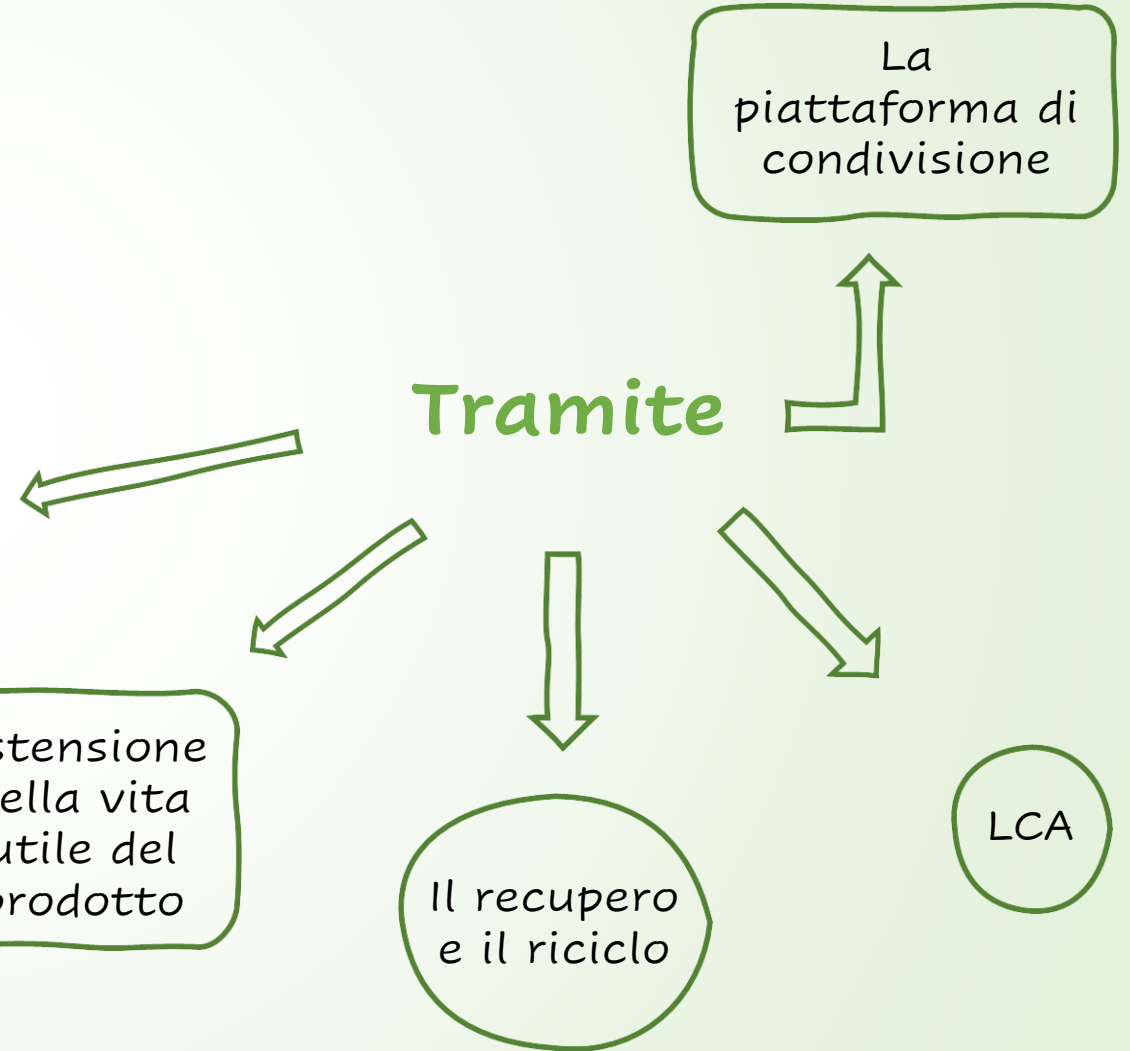 La
piattaforma di
condivisione
Tramite
stensione
ella vita
utile del
prodotto
Il recupero
e il riciclo
LCA